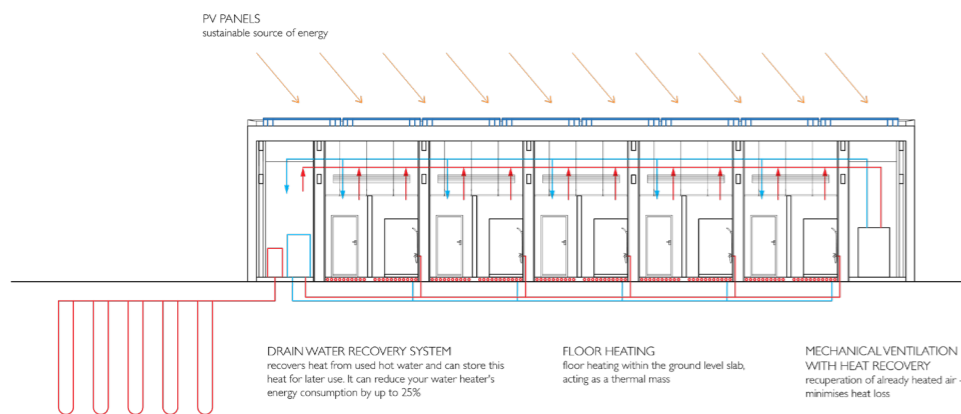 PV PANELS
sustainable source of energy
DRAIN WATER RECOVERY SYSTEM
recovers heat from used hot water and can store this
heat for later use. It can reduce your water heater's
energy consumption by up to 25%
FLOOR HEATING
floor heating within the ground level slab,
acting as a thermal mass
MECHANICAL VENTILATION
WITH HEAT RECOVERY
recuperation of already heated air -
minimises heat loss